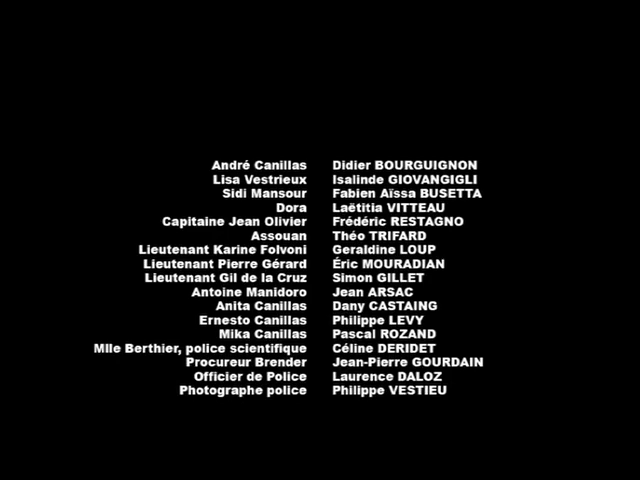 André Canillas Didier BOURGUIGNON
Lisa Vestrieux Isalinde GIOVANGIGLI
Sidi Mansour Fabien Aïssa BUSETTA
Dora Laëtitia VITTEAU
Capitaine Jean Olivier Frédéric RESTAGNO
Assouan Théo TRIFARD
Lieutenant Karine Folvoni Geraldine LOUP
Lieutenant Pierre Gérard Éric MOURADIAN
Lieutenant Gil de la Cruz Simon GILLET
Antoine Manidoro Jean ARSAC
Anita Canillas Dany CASTAING
Ernesto Canillas Philippe LEVY
Mika Canillas Pascal ROZAND
Mlle Berthier, police scientifique Céline DERIDET
Procureur Brender Jean-Pierre GOURDAIN
Officier de Police Laurence DALOZ
Photographe police Philippe VESTIEU